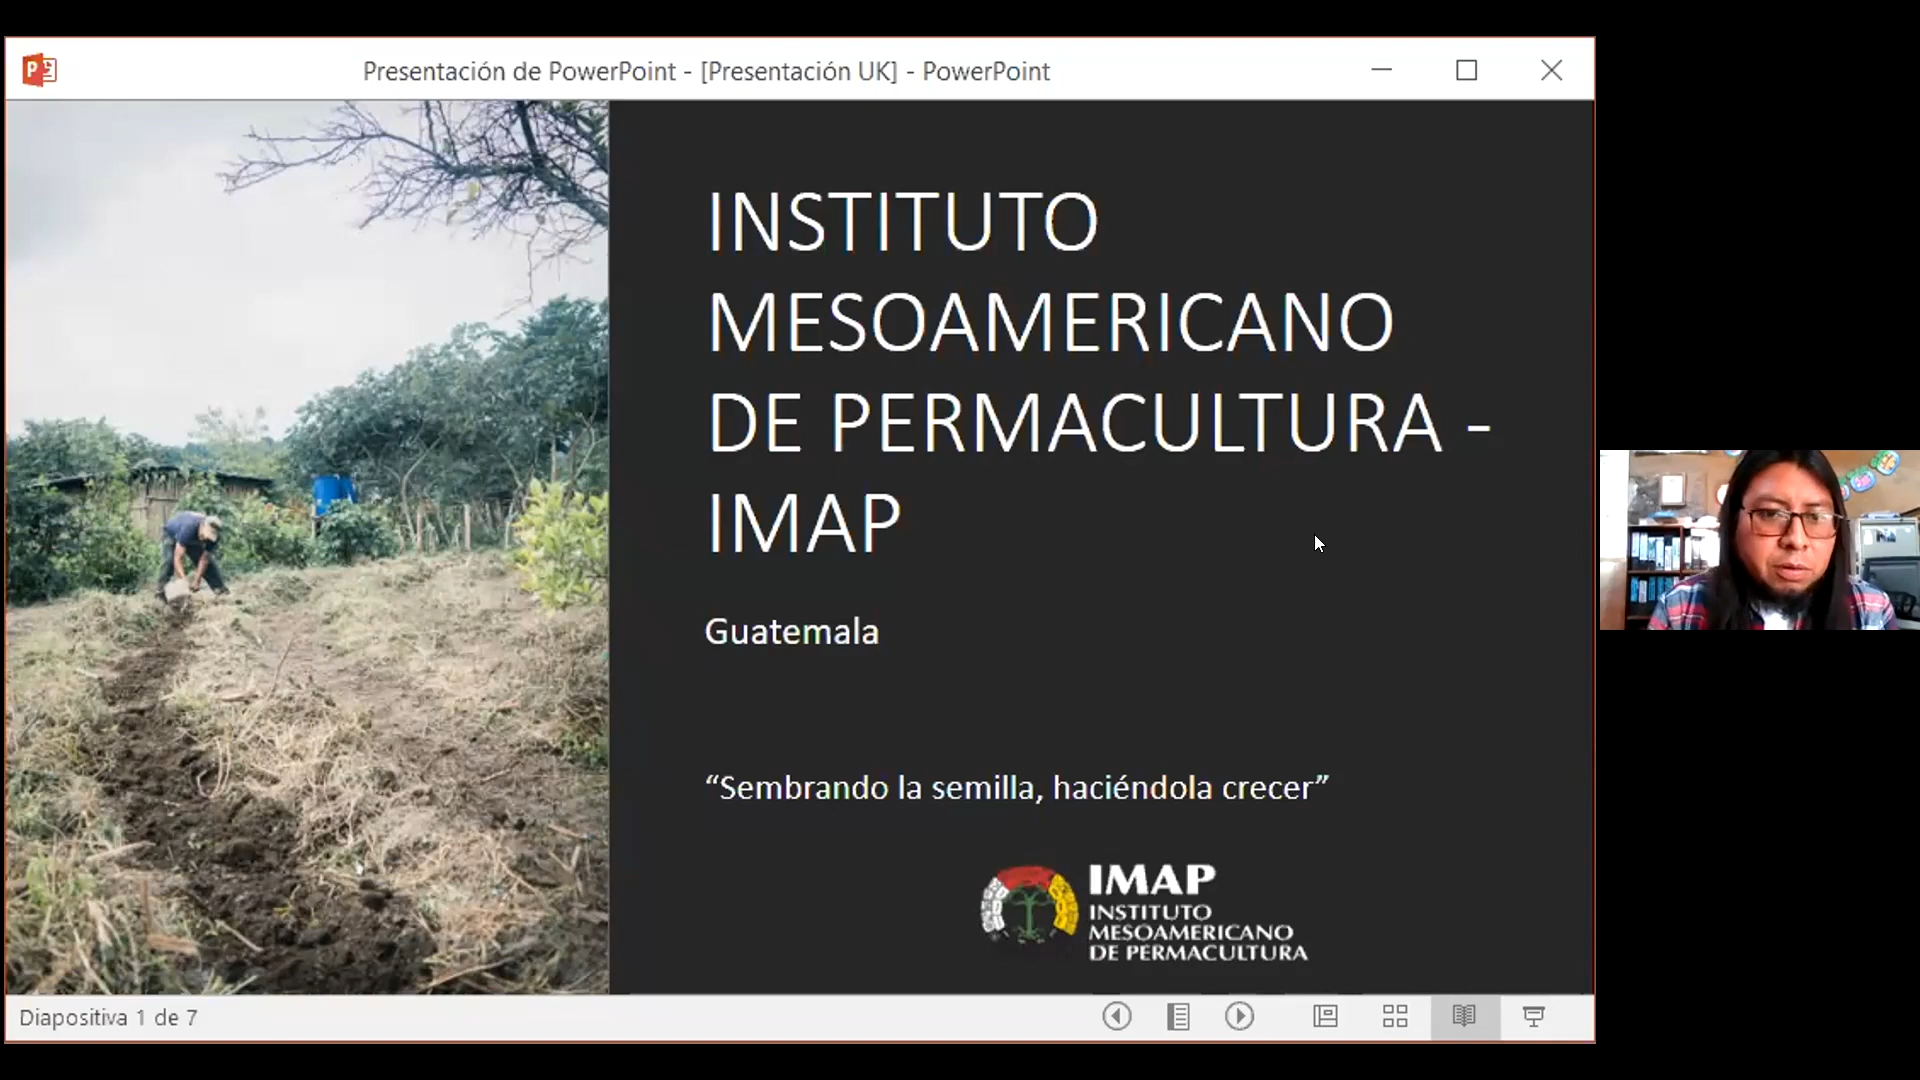 Presentación de PowerPoint - [Presentación UK] - PowerPoint
INSTITUTO
MESOAMERICANO
DE PERMACULTURA -
IMAP
Guatemala
“Sembrando la semilla, haciéndola crecer”
IMAP
INSTITUTO
MESOAMERICANO
DE PERMACULTURA
Diapositiva 1 de 7